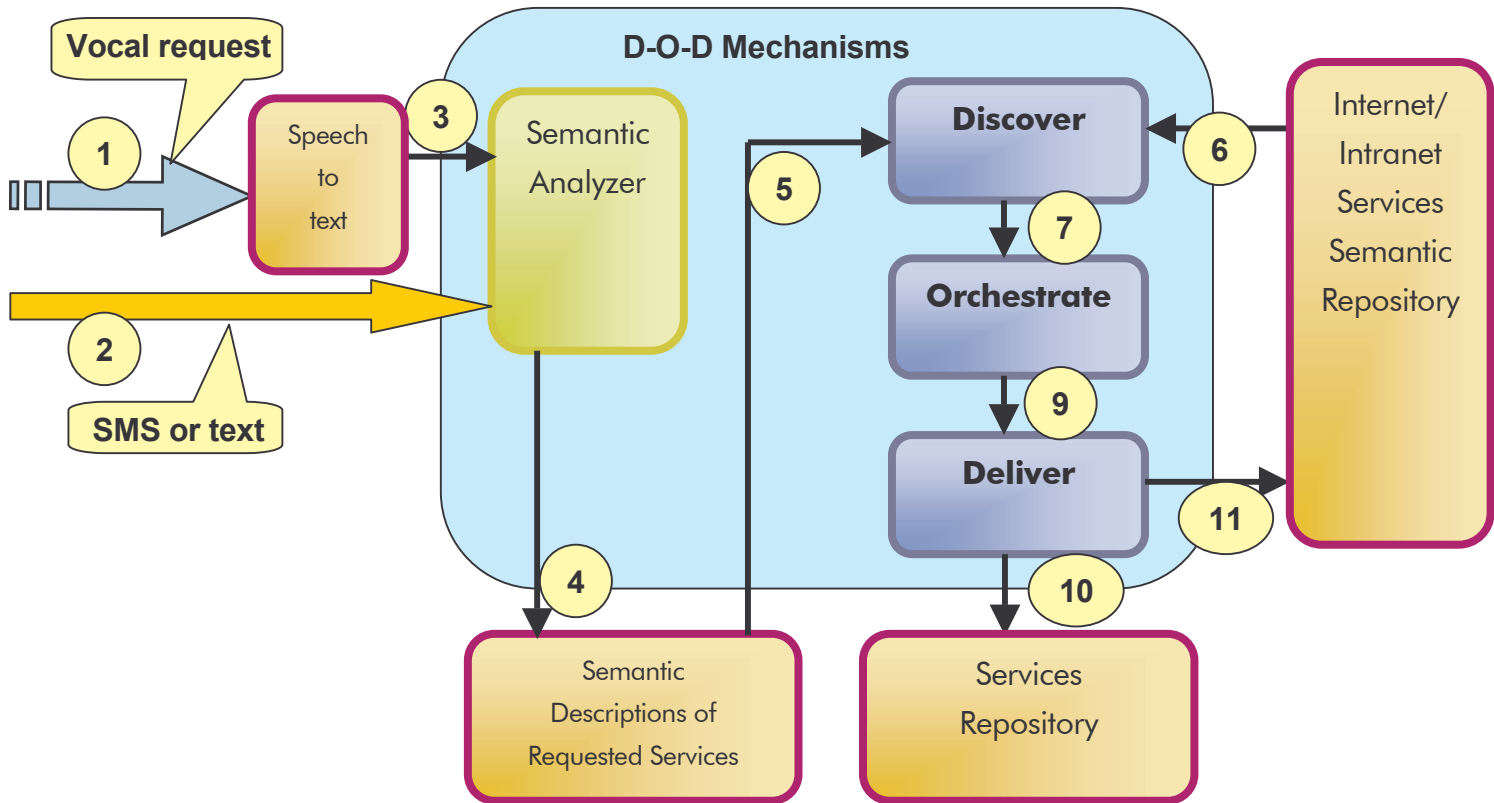 Vocal request
D-O-D Mechanisms
1
Speech
to
text
3
Semantic
Analyzer
Discover
6
Internet/
Intranet
Services
Semantic
Repository
5
7
Orchestrate
2
SMS or text
9
Deliver
11
4
10
Semantic
Descriptions of
Requested Services
Services
Repository